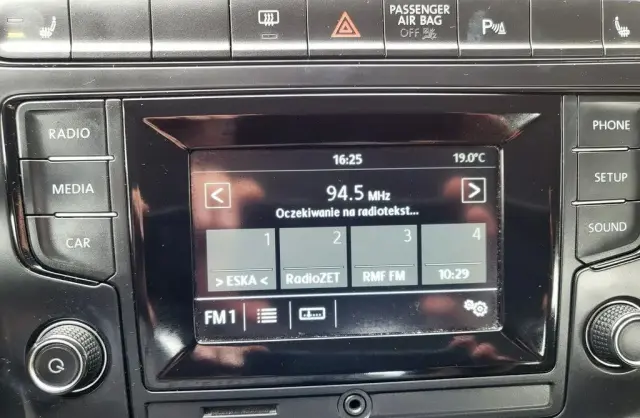 PASSENGER
AIR BAG
OFF
P
RADIO
MEDIA
CAR
PHONE
SETUP
SOUND
16:25 19.0°C
< 94.5 MHz >
Oczekiwanie na radiotekst...
1 2 3 4
> ESKA < RadioZET RMF FM 10:29
FM1